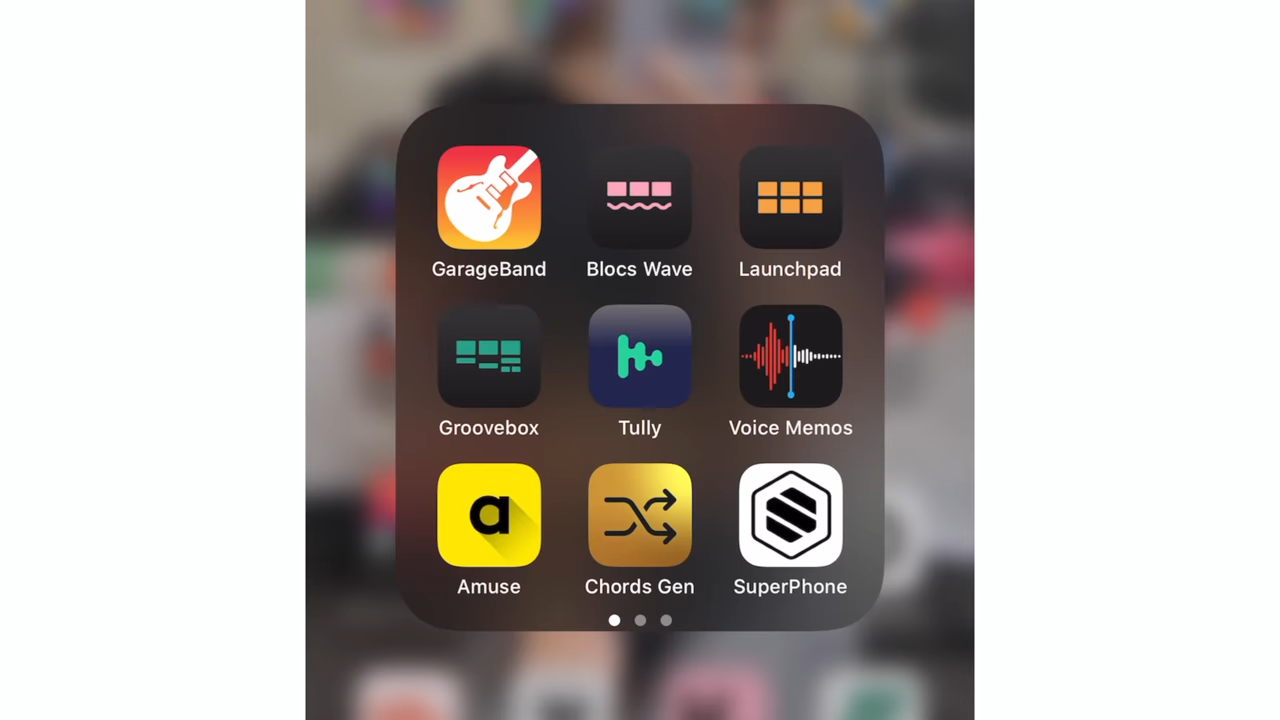 GarageBand Blocs Wave Launchpad
Groovebox Tully Voice Memos
a
Amuse Chords Gen SuperPhone